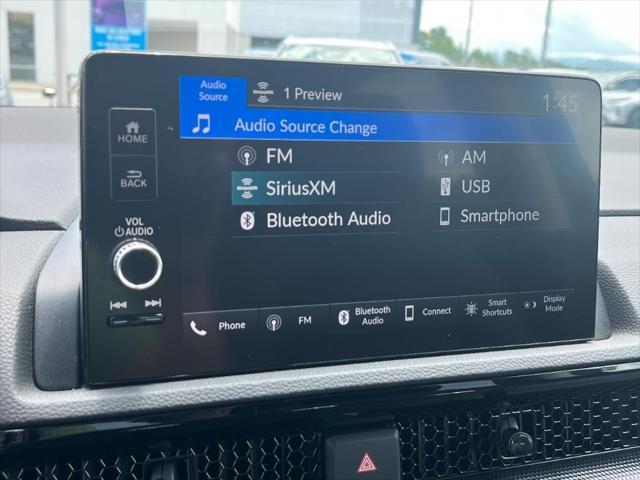 Audio
Source
SiriusXM
1 Preview
1:45
Audio Source Change
HOME
BACK
FM
AM
SiriusXM
USB
Bluetooth Audio
Smartphone
VOL
AUDIO
Phone
FM
Bluetooth
Audio
Connect
Smart
Shortcuts
Display
Mode